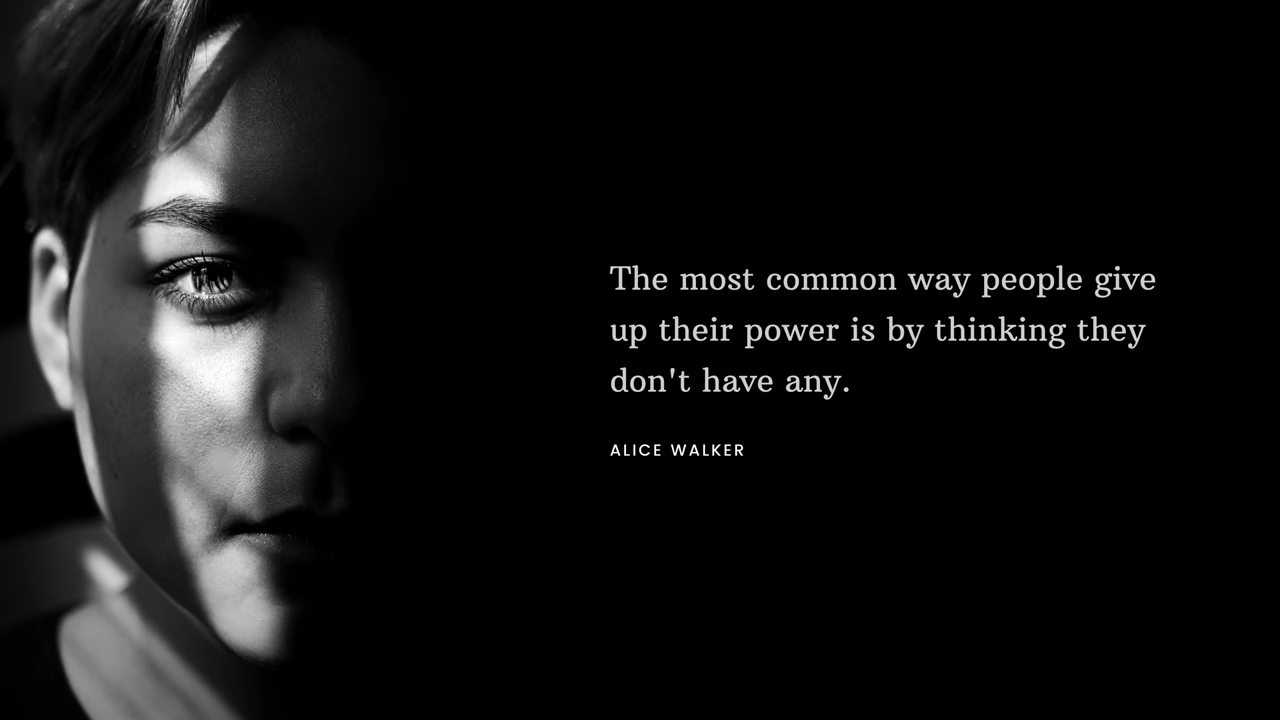 The most common way people give
up their power is by thinking they
don't have any.
ALICE WALKER